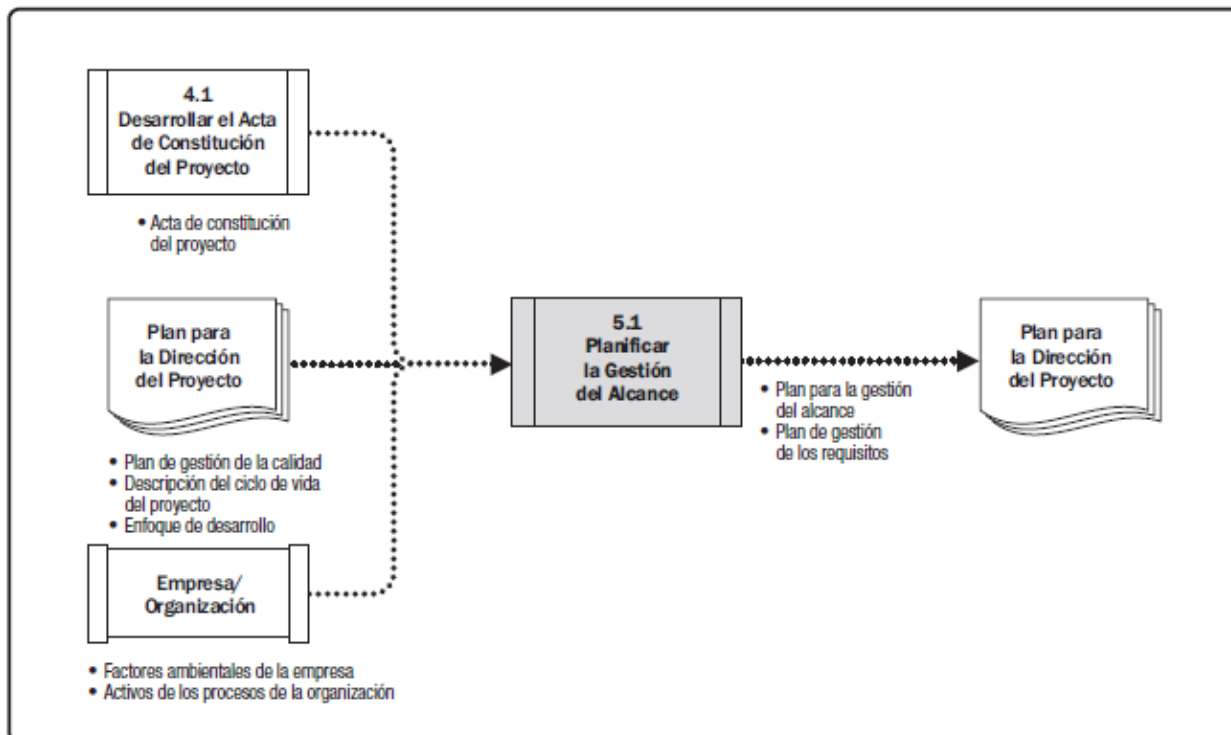 4.1
Desarrollar el Acta
de Constitución
del Proyecto
• Acta de constitución
del proyecto
Plan para
la Dirección
del Proyecto
• Plan de gestión de la calidad
• Descripción del ciclo de vida
del proyecto
• Enfoque de desarrollo
Empresa/
Organización
• Factores ambientales de la empresa
• Activos de los procesos de la organización
5.1
Planificar
la Gestión
del Alcance
• Plan para la gestión
del alcance
• Plan de gestión
de los requisitos
Plan para
la Dirección
del Proyecto